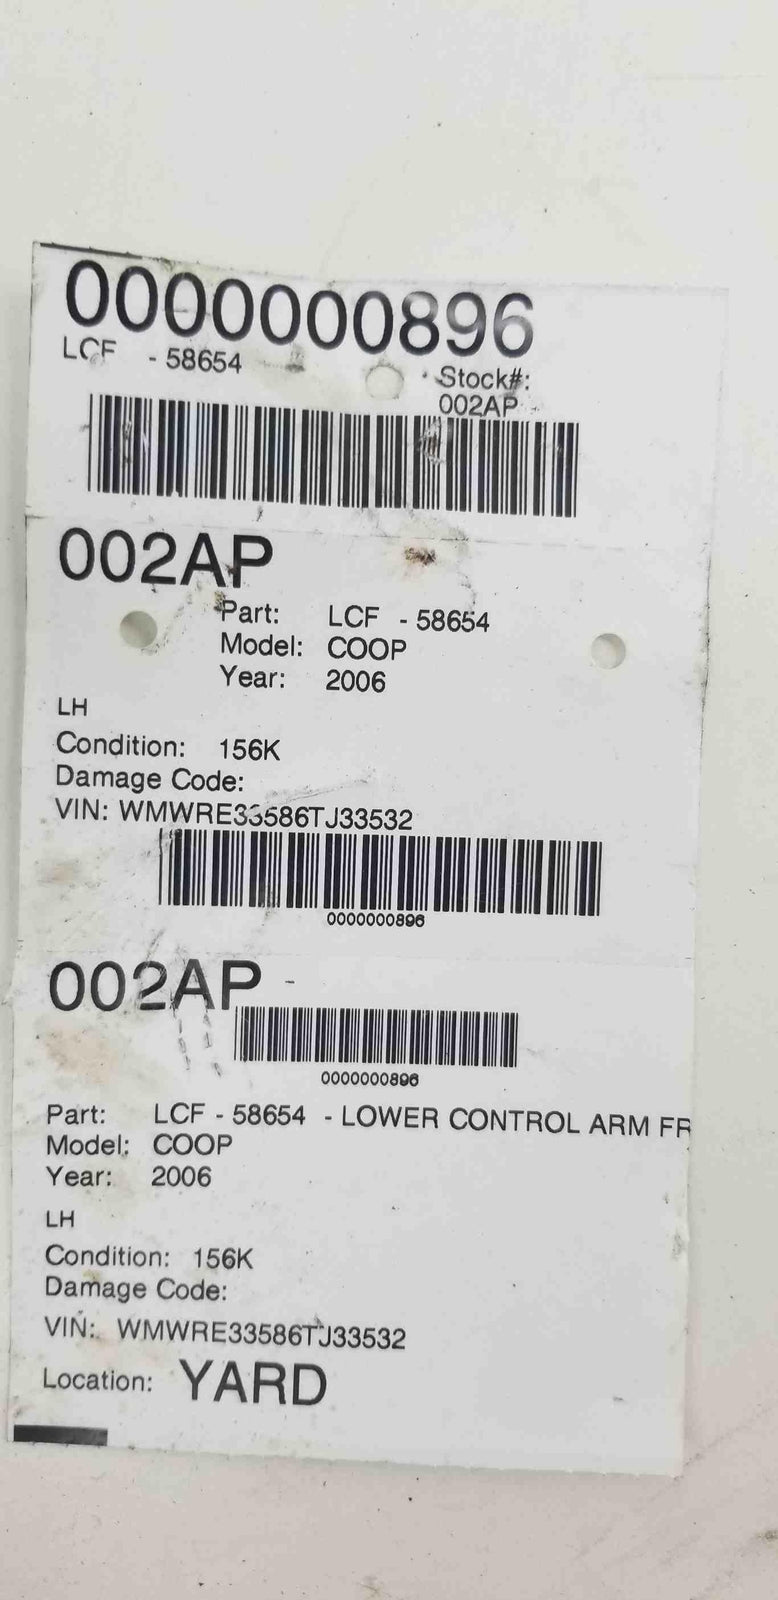 0000000896
LCF - 58654
Stock#:
002AP
002AP
Part: LCF - 58654
Model: COOP
Year: 2006
LH
Condition: 156K
Damage Code:
VIN: WMWRE33586TJ33532
0000000896
002AP
0000000896
Part: LCF - 58654 - LOWER CONTROL ARM FR
Model: COOP
Year: 2006
LH
Condition: 156K
Damage Code:
VIN: WMWRE33586TJ33532
Location: YARD